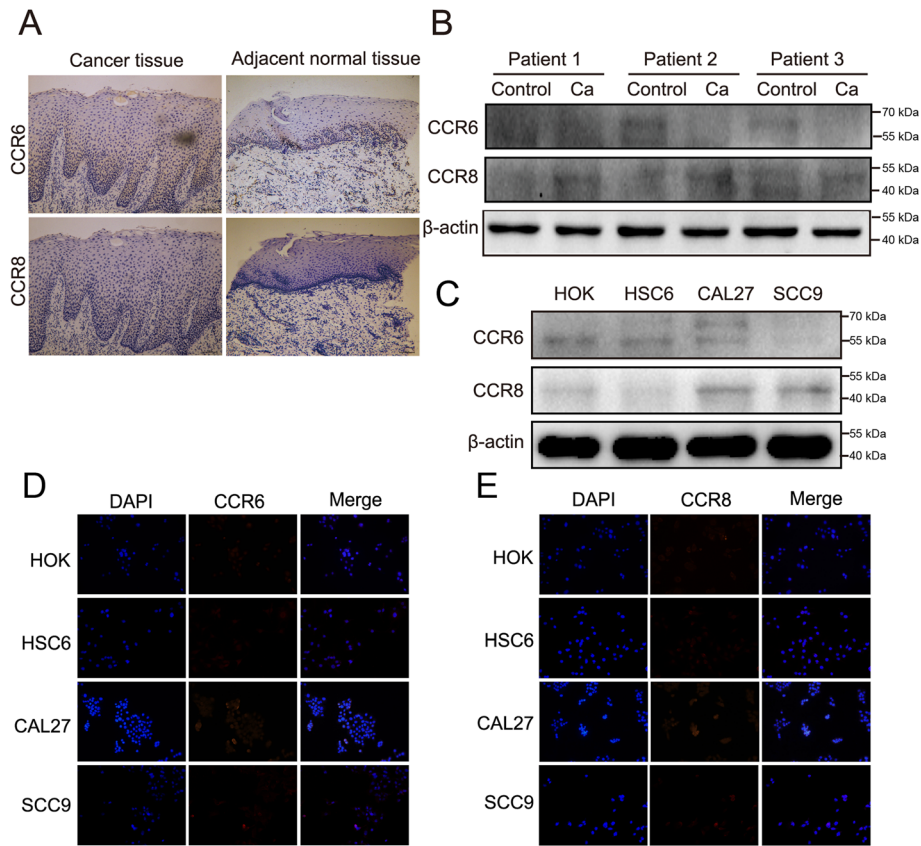 A
Cancer tissue Adjacent normal tissue
CCR6
CCR8
B
Patient 1 Patient 2 Patient 3
Control Ca Control Ca Control Ca
CCR6
70 kDa
55 kDa
CCR8
55 kDa
40 kDa
β-actin
55 kDa
40 kDa
C
HOK HSC6 CAL27 SCC9
CCR6
70 kDa
55 kDa
CCR8
55 kDa
40 kDa
β-actin
55 kDa
40 kDa
D
DAPI CCR6 Merge
HOK
HSC6
CAL27
SCC9
E
DAPI CCR8 Merge
HOK
HSC6
CAL27
SCC9